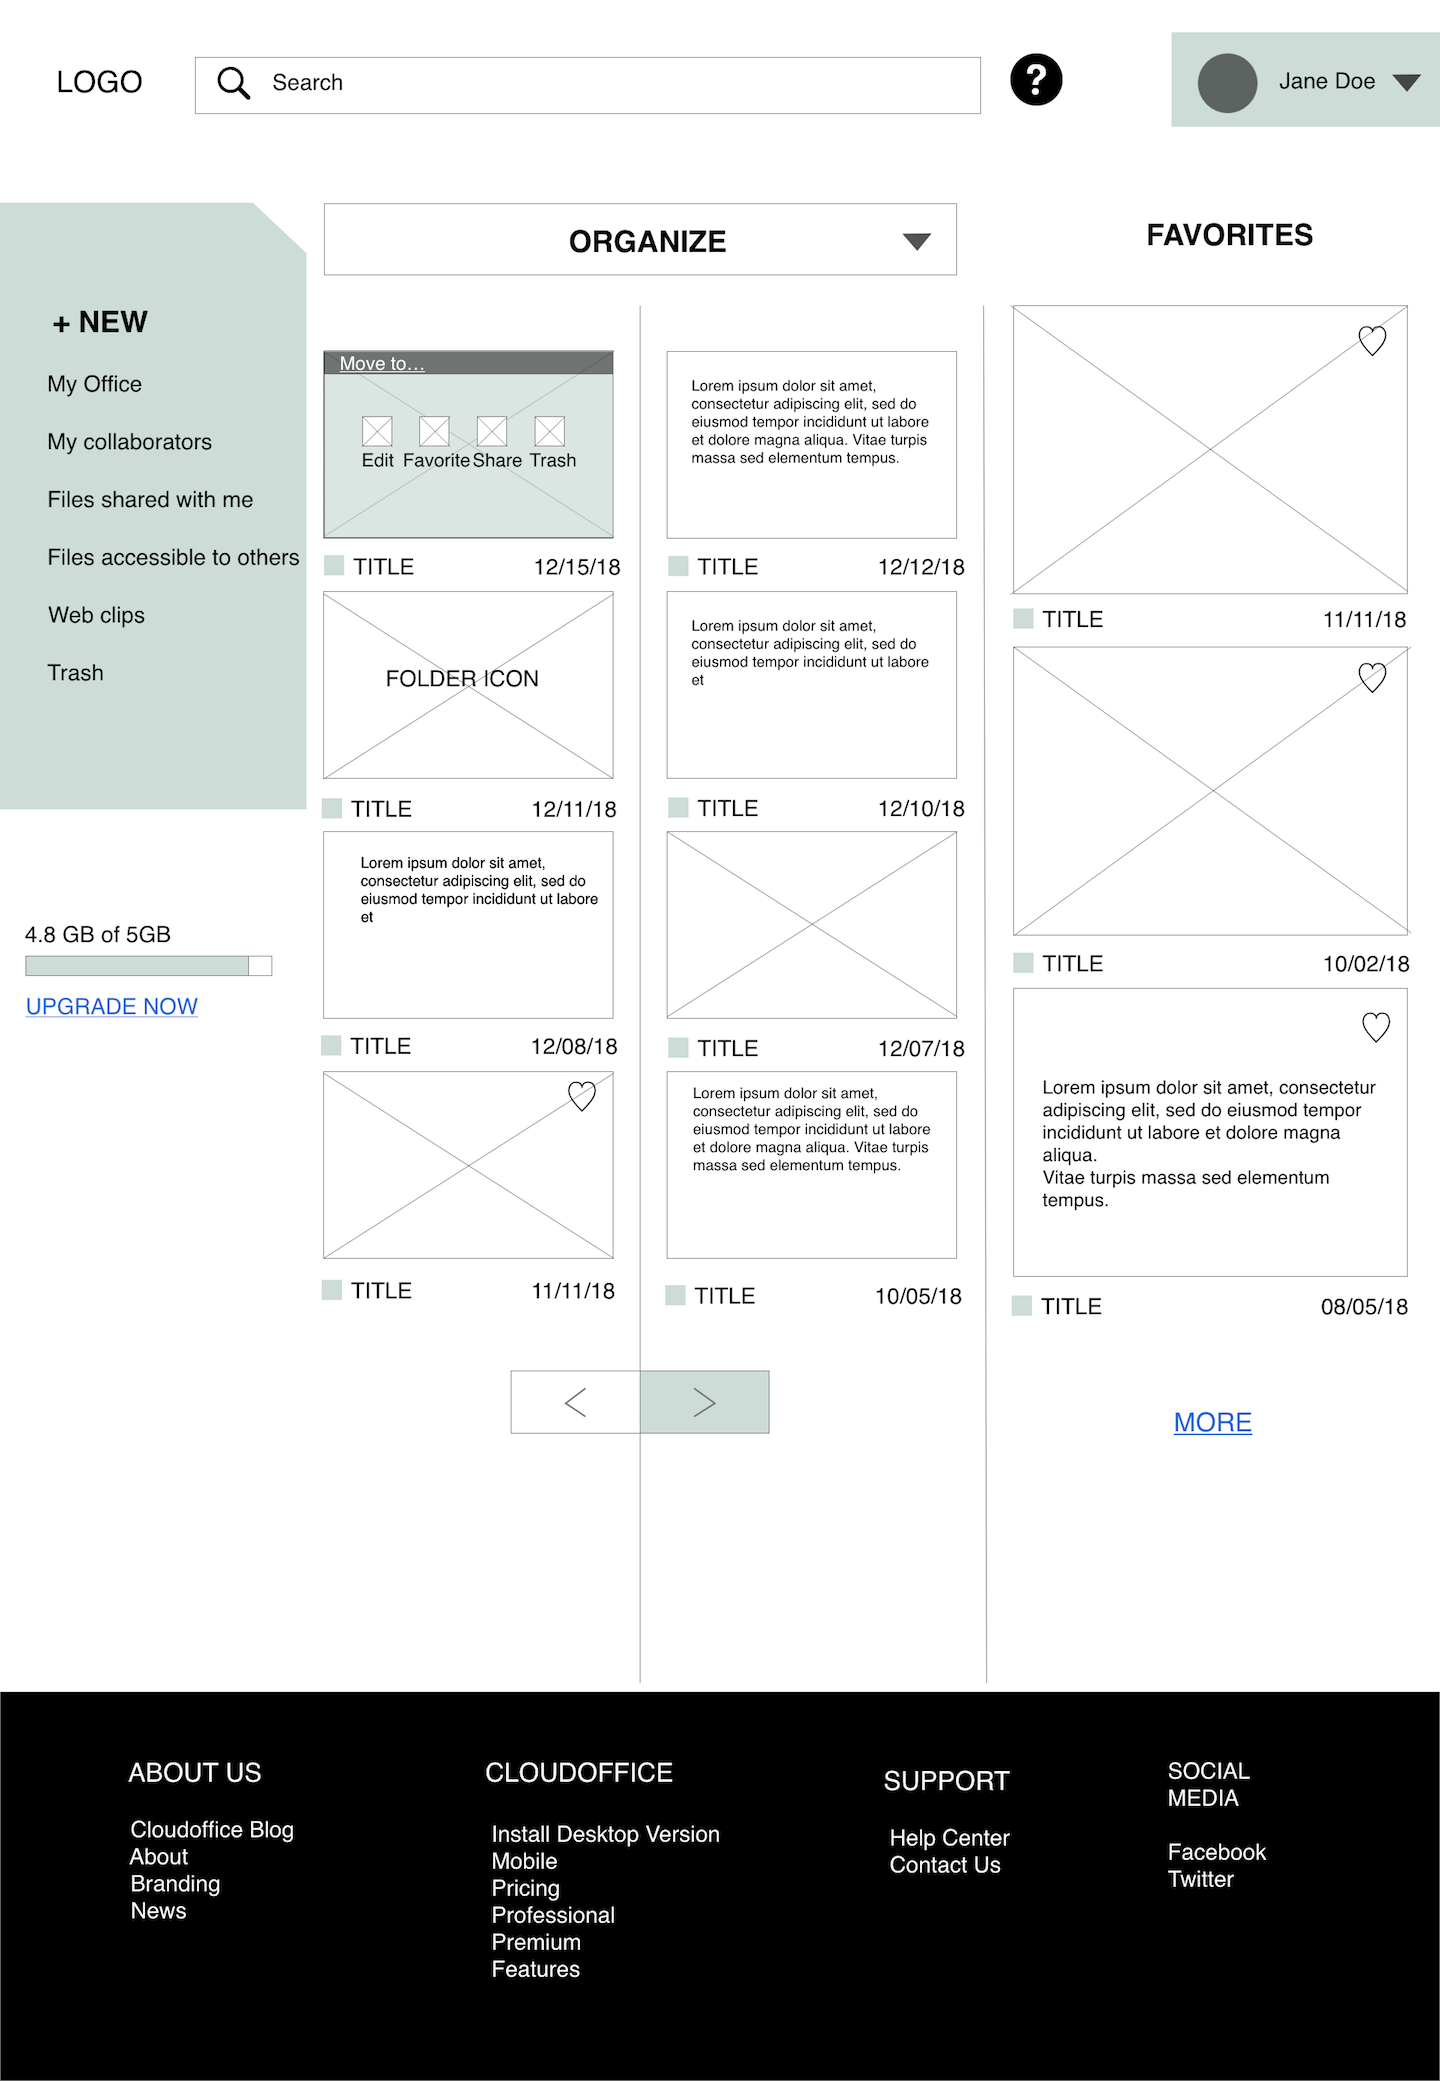 LOGO
Search
?
Jane Doe
ORGANIZE
FAVORITES
+ NEW
My Office
My collaborators
Files shared with me
Files accessible to others
Web clips
Trash
4.8 GB of 5GB
UPGRADE NOW
Move to...
Edit Favorite Share Trash
TITLE 12/15/18
Lorem ipsum dolor sit amet,
consectetur adipiscing elit, sed do
eiusmod tempor incididunt ut labore
et dolore magna aliqua. Vitae turpis
massa sed elementum tempus.
TITLE 12/12/18
FOLDER ICON
TITLE 12/11/18
Lorem ipsum dolor sit amet,
consectetur adipiscing elit, sed do
eiusmod tempor incididunt ut labore
et
TITLE 12/10/18
Lorem ipsum dolor sit amet,
consectetur adipiscing elit, sed do
eiusmod tempor incididunt ut labore
et
TITLE 12/08/18
TITLE 12/07/18
TITLE 11/11/18
Lorem ipsum dolor sit amet,
consectetur adipiscing elit, sed do
eiusmod tempor incididunt ut labore
et dolore magna aliqua. Vitae turpis
massa sed elementum tempus.
TITLE 10/05/18
TITLE 11/11/18
TITLE 10/02/18
Lorem ipsum dolor sit amet, consectetur
adipiscing elit, sed do eiusmod tempor
incididunt ut labore et dolore magna
aliqua.
Vitae turpis massa sed elementum
tempus.
TITLE 08/05/18
MORE
ABOUT US
Cloudoffice Blog
About
Branding
News
CLOUDOFFICE
Install Desktop Version
Mobile
Pricing
Professional
Premium
Features
SUPPORT
Help Center
Contact Us
SOCIAL
MEDIA
Facebook
Twitter